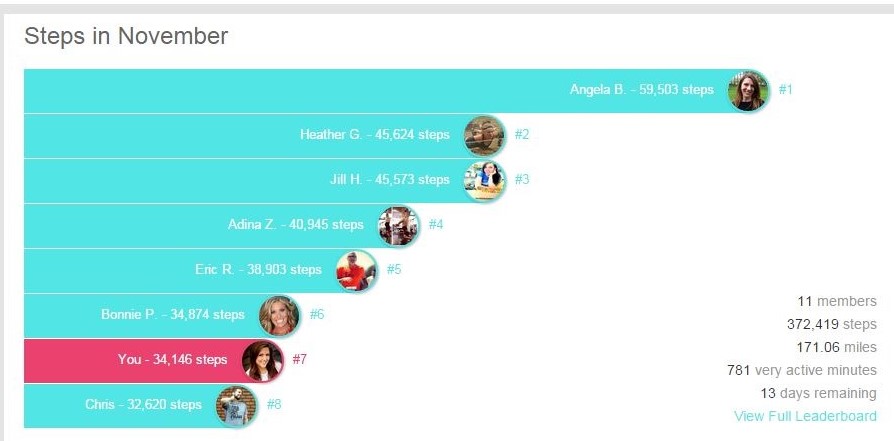 Steps in November
Angela B. - 59,503 steps #1
Heather G. - 45,624 steps #2
Jill H. - 45,573 steps #3
Adina Z. - 40,945 steps #4
Eric R. - 38,903 steps #5
Bonnie P. - 34,874 steps #6
You - 34,146 steps #7
Chris - 32,620 steps #8
11 members
372,419 steps
171.06 miles
781 very active minutes
13 days remaining
View Full Leaderboard